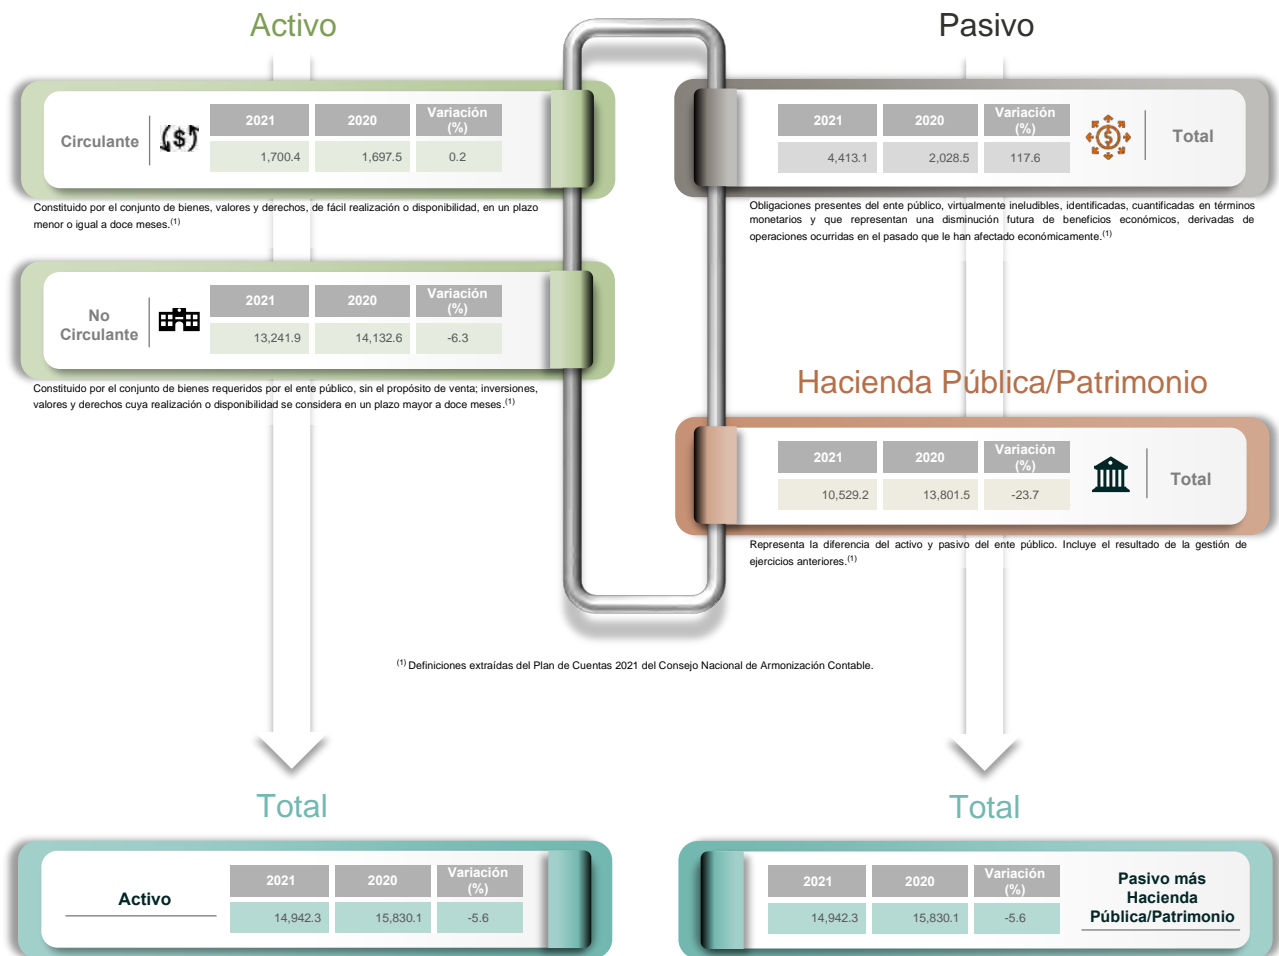 Activo
2021 2020 Variación (%)
Circulante
1,700.4 1,697.5 0.2
Constituido por el conjunto de bienes, valores y derechos, de fácil realización o disponibilidad, en un plazo
menor o igual a doce meses.(1)
2021 2020 Variación (%)
No
Circulante
13,241.9 14,132.6 -6.3
Constituido por el conjunto de bienes requeridos por el ente público, sin el propósito de venta; inversiones,
valores y derechos cuya realización o disponibilidad se considera en un plazo mayor a doce meses.(1)
Pasivo
2021 2020 Variación (%)
4,413.1 2,028.5 117.6
Total
Obligaciones presentes del ente público, virtualmente ineludibles, identificadas, cuantificadas en términos
monetarios y que representan una disminución futura de beneficios económicos, derivadas de
operaciones ocurridas en el pasado que le han afectado económicamente.(1)
Hacienda Pública/Patrimonio
2021 2020 Variación (%)
10,529.2 13,801.5 -23.7
Total
Representa la diferencia del activo y pasivo del ente público. Incluye el resultado de la gestión de
ejercicios anteriores.(1)
(1) Definiciones extraídas del Plan de Cuentas 2021 del Consejo Nacional de Armonización Contable.
Total
Activo
2021 2020 Variación (%)
14,942.3 15,830.1 -5.6
Total
2021 2020 Variación (%)
14,942.3 15,830.1 -5.6
Pasivo más
Hacienda
Pública/Patrimonio